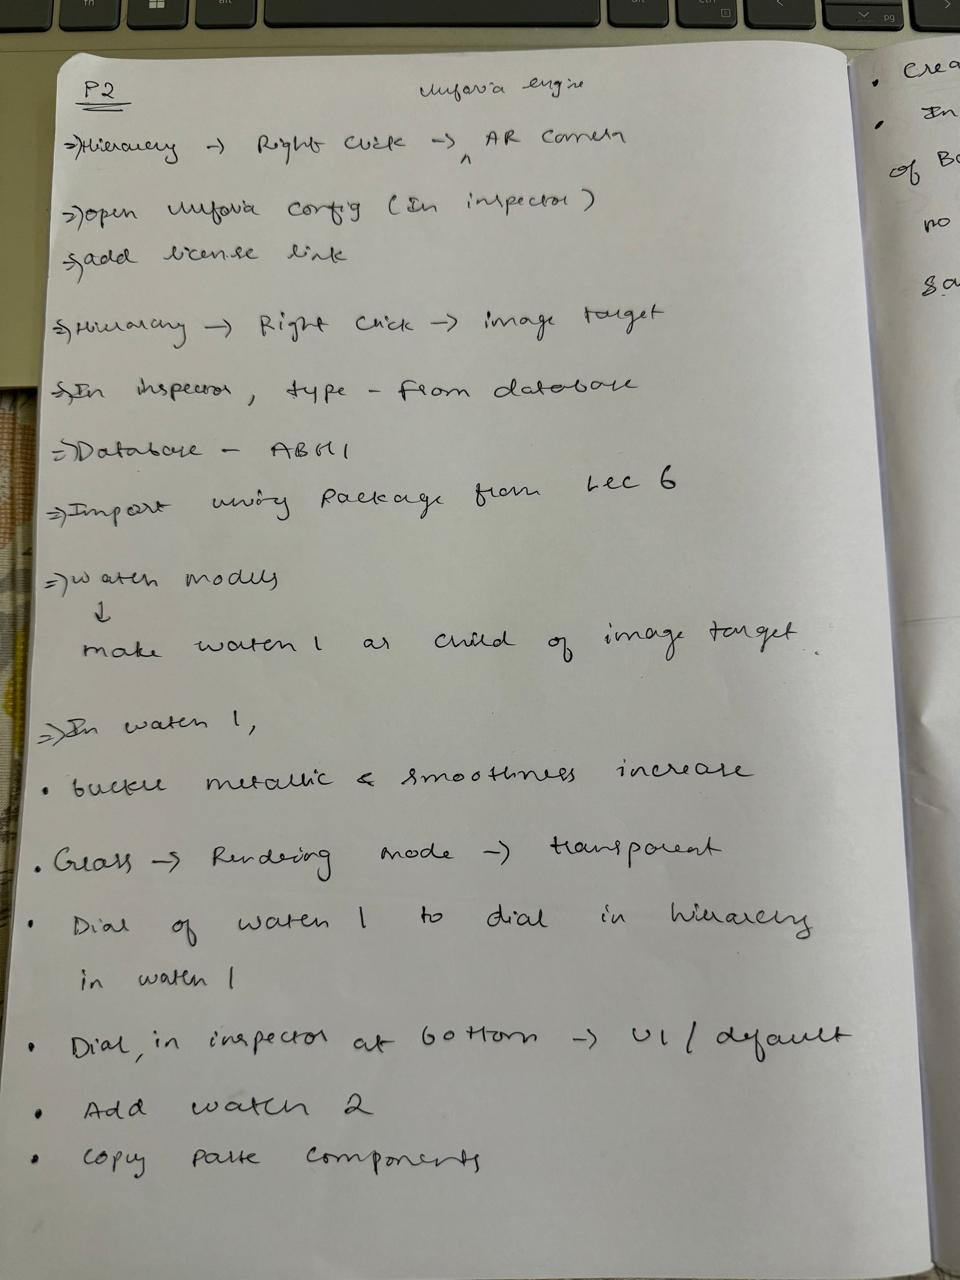 P2
vuforia engine
=> Hierarchy -> Right click -> ^ AR Camera
=> open vuforia config (In inspector)
=> add license link
=> Hierarchy -> Right click -> image target
=> In inspector, type - from database
=> Database - ABHI
=> Import unity Package from Lec 6
=> watch models
↓
make watch 1 as child of image target.
=> In watch 1,
• buckle metallic & smoothness increase
• Glass -> Rendering mode -> transparent
• Dial of watch 1 to dial in hierarchy
in watch 1
• Dial, in inspector at bottom -> UI / default
• Add watch 2
• copy paste components
• Crea
• In
of Bo
no